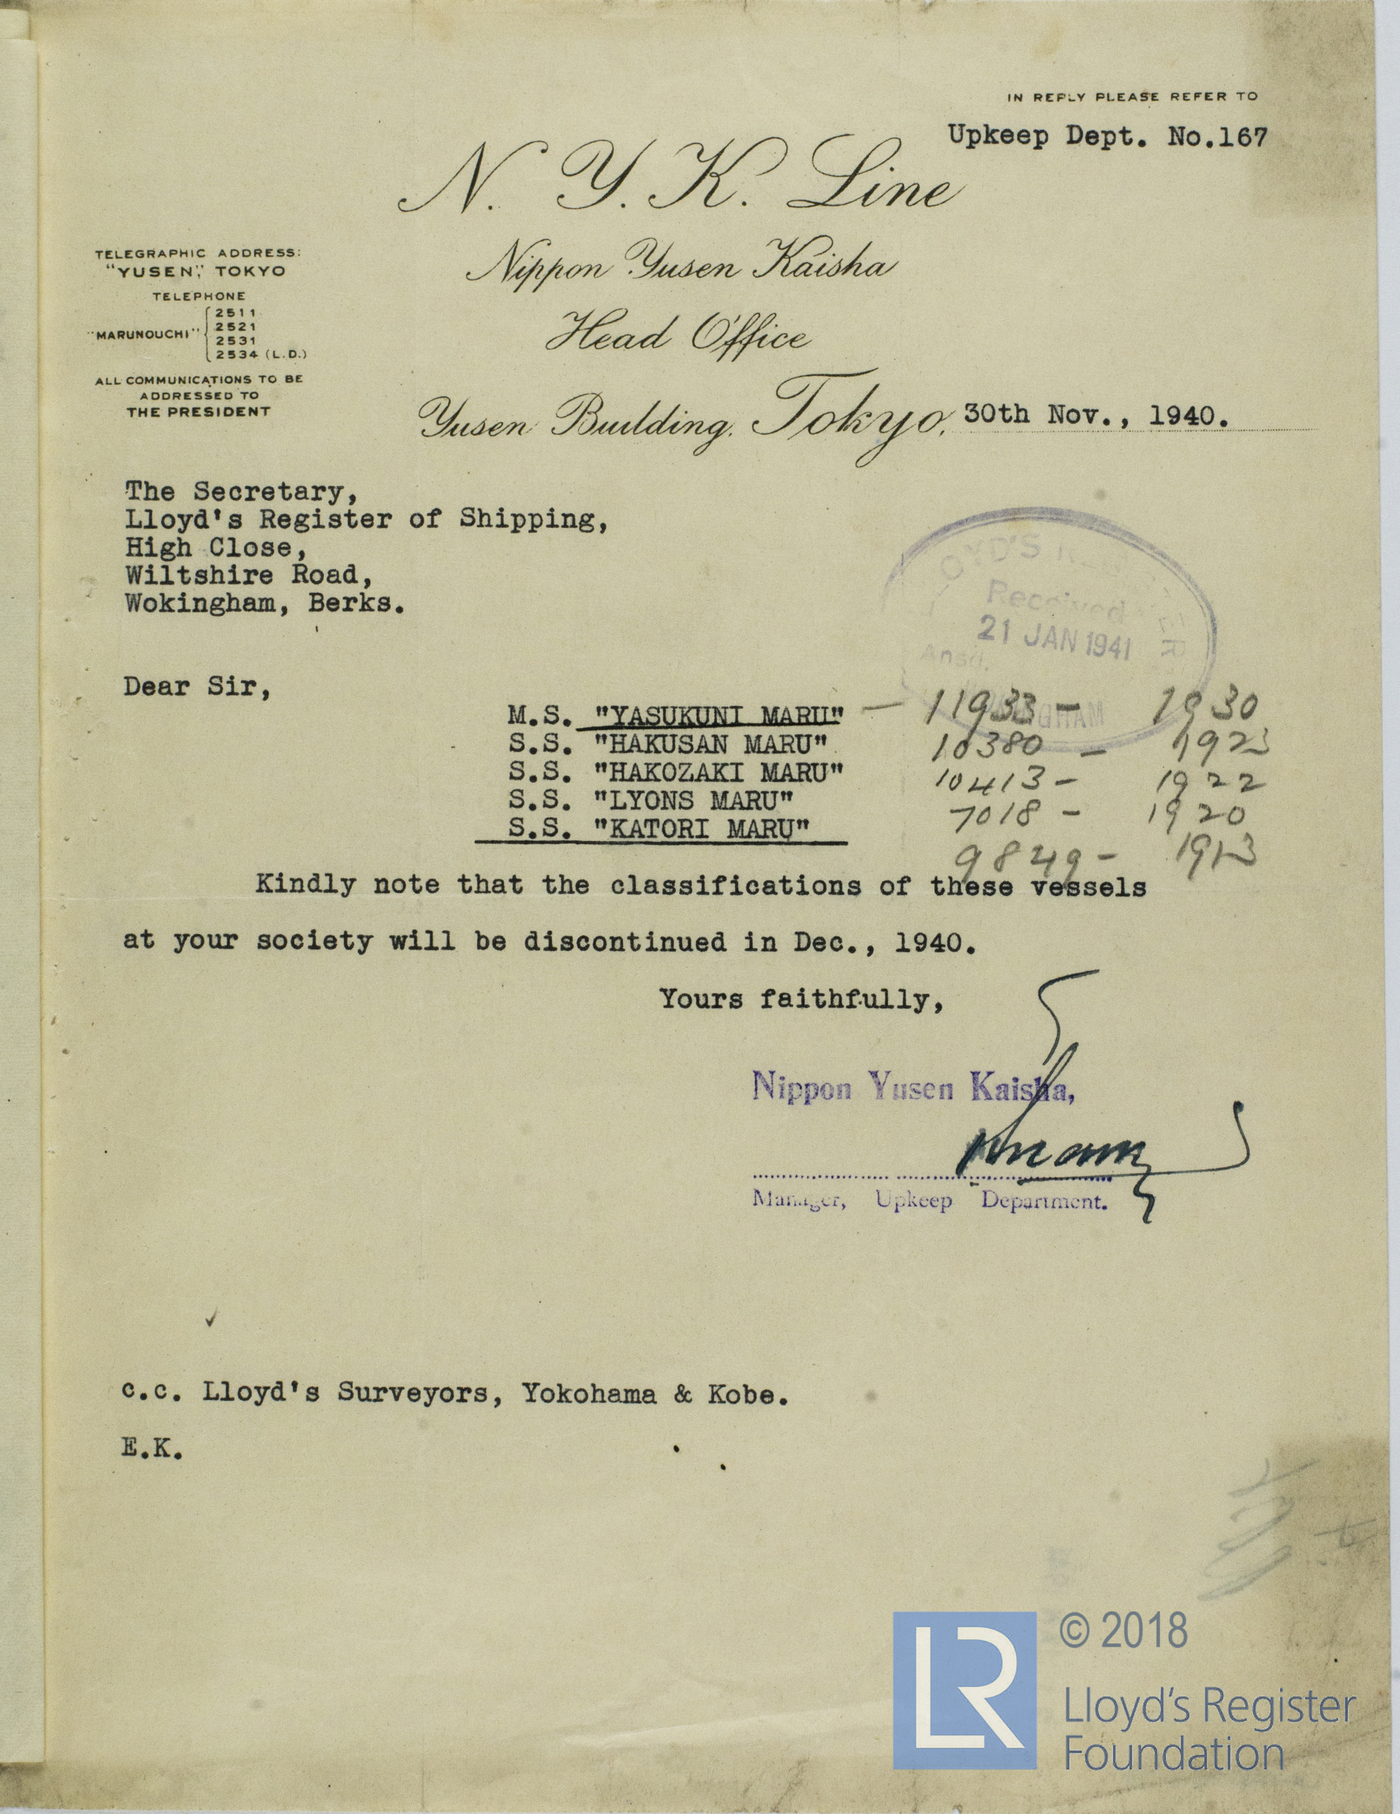 IN REPLY PLEASE REFER TO
Upkeep Dept. No.167
N. Y. K. Line
Nippon Yusen Kaisha
Head Office
Yusen Building, Tokyo, 30th Nov., 1940.
TELEGRAPHIC ADDRESS:
"YUSEN," TOKYO
TELEPHONE
"MARUNOUCHI"
2511
2521
2531
2534 (L.D.)
ALL COMMUNICATIONS TO BE
ADDRESSED TO
THE PRESIDENT
The Secretary,
Lloyd's Register of Shipping,
High Close,
Wiltshire Road,
Wokingham, Berks.
LLOYD'S REGISTER
Received
21 JAN 1941
Ansd.
Dear Sir,
M.S. "YASUKUNI MARU" — 11933 — 1930
S.S. "HAKUSAN MARU" 10380 — 1923
S.S. "HAKOZAKI MARU" 10413 — 1922
S.S. "LYONS MARU" 7018 — 1920
S.S. "KATORI MARU" 9849 — 1913
Kindly note that the classifications of these vessels
at your society will be discontinued in Dec., 1940.
Yours faithfully,
Nippon Yusen Kaisha,
Manager, Upkeep Department.
c.c. Lloyd's Surveyors, Yokohama & Kobe.
E.K.
LR
© 2018
Lloyd's Register
Foundation